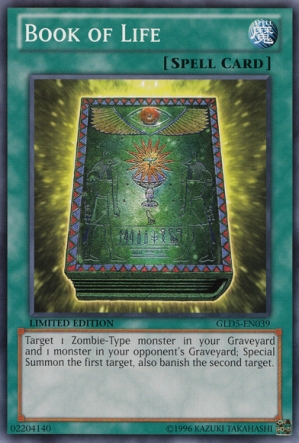 BOOK OF LIFE
魔
[SPELL CARD]
LIMITED EDITION GLD5-EN039
Target 1 Zombie-Type monster in your Graveyard
and 1 monster in your opponent's Graveyard; Special
Summon the first target, also banish the second target.
02204140 ©1996 KAZUKI TAKAHASHI